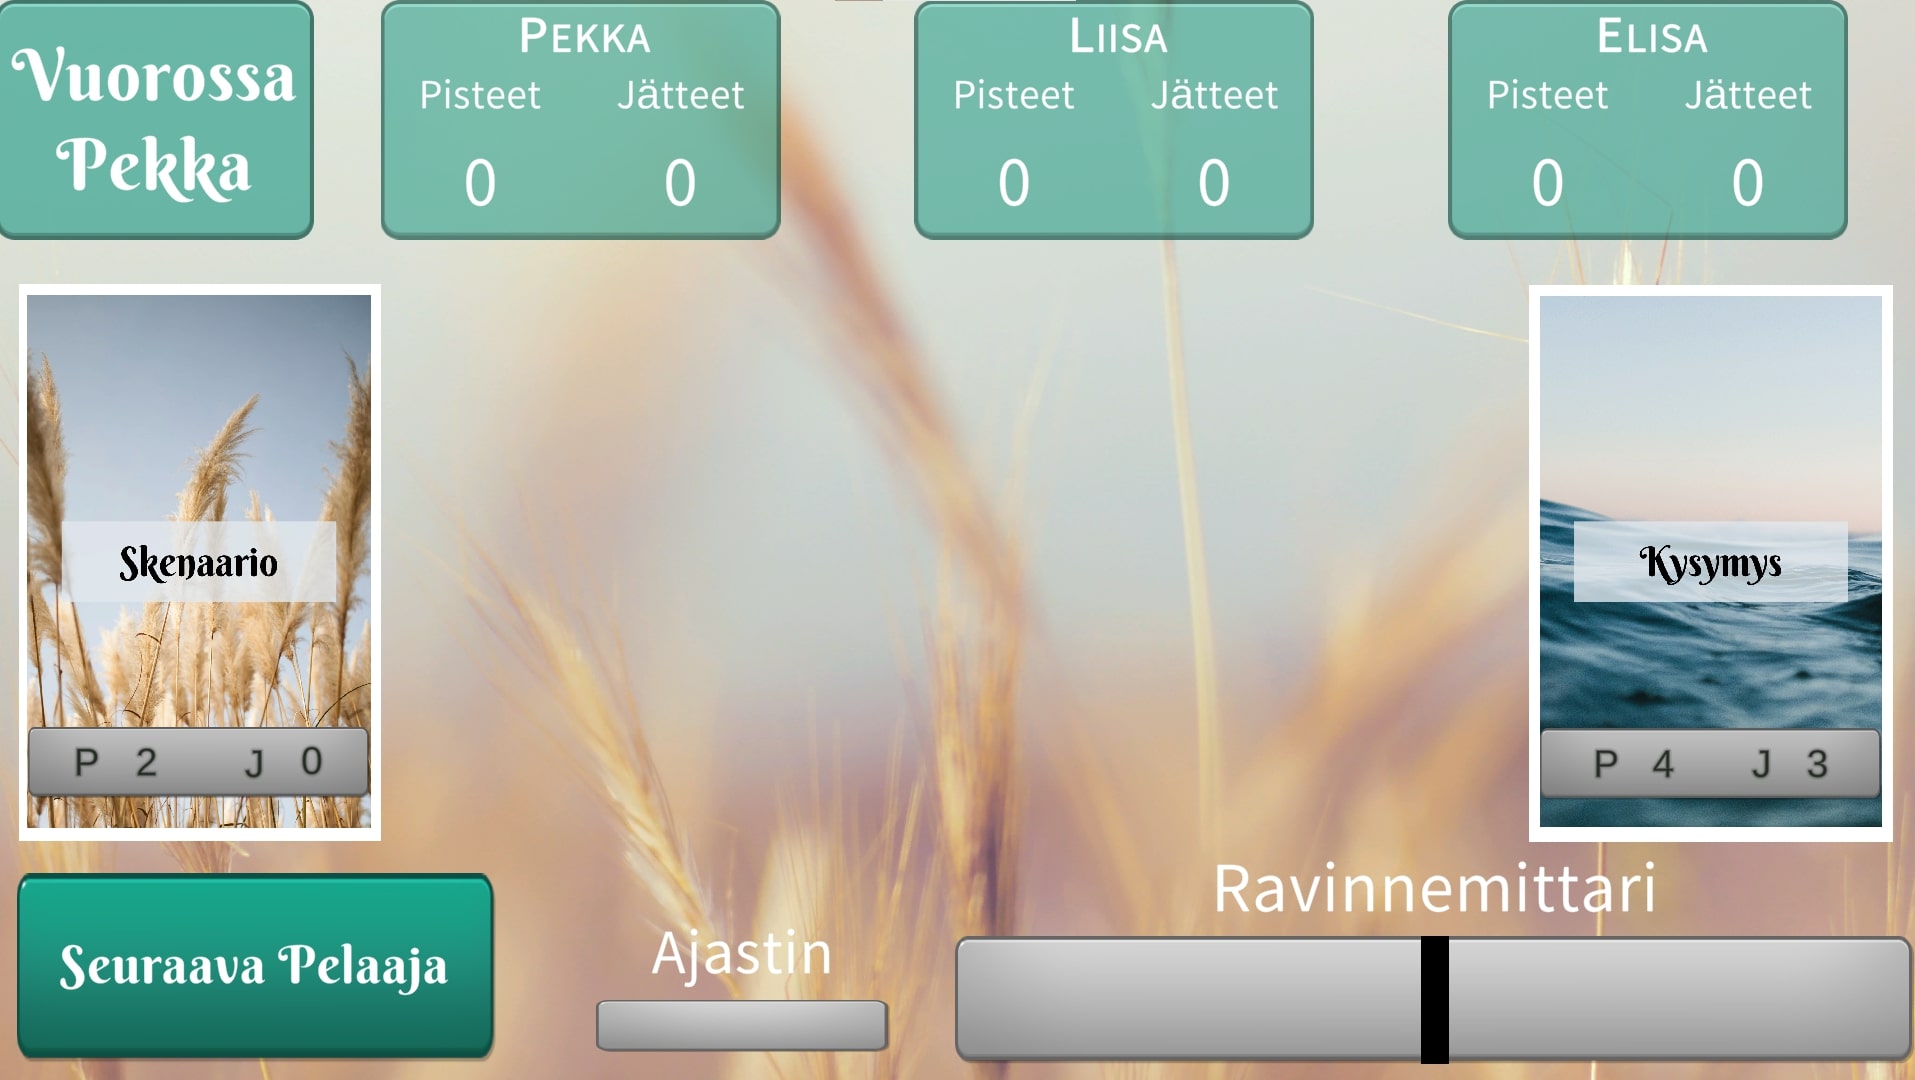 Vuorossa
Pekka
PEKKA
Pisteet Jätteet
0 0
LIISA
Pisteet Jätteet
0 0
ELISA
Pisteet Jätteet
0 0
Skenaario
P 2 J 0
Kysymys
P 4 J 3
Seuraava Pelaaja
Ajastin
Ravinnemittari